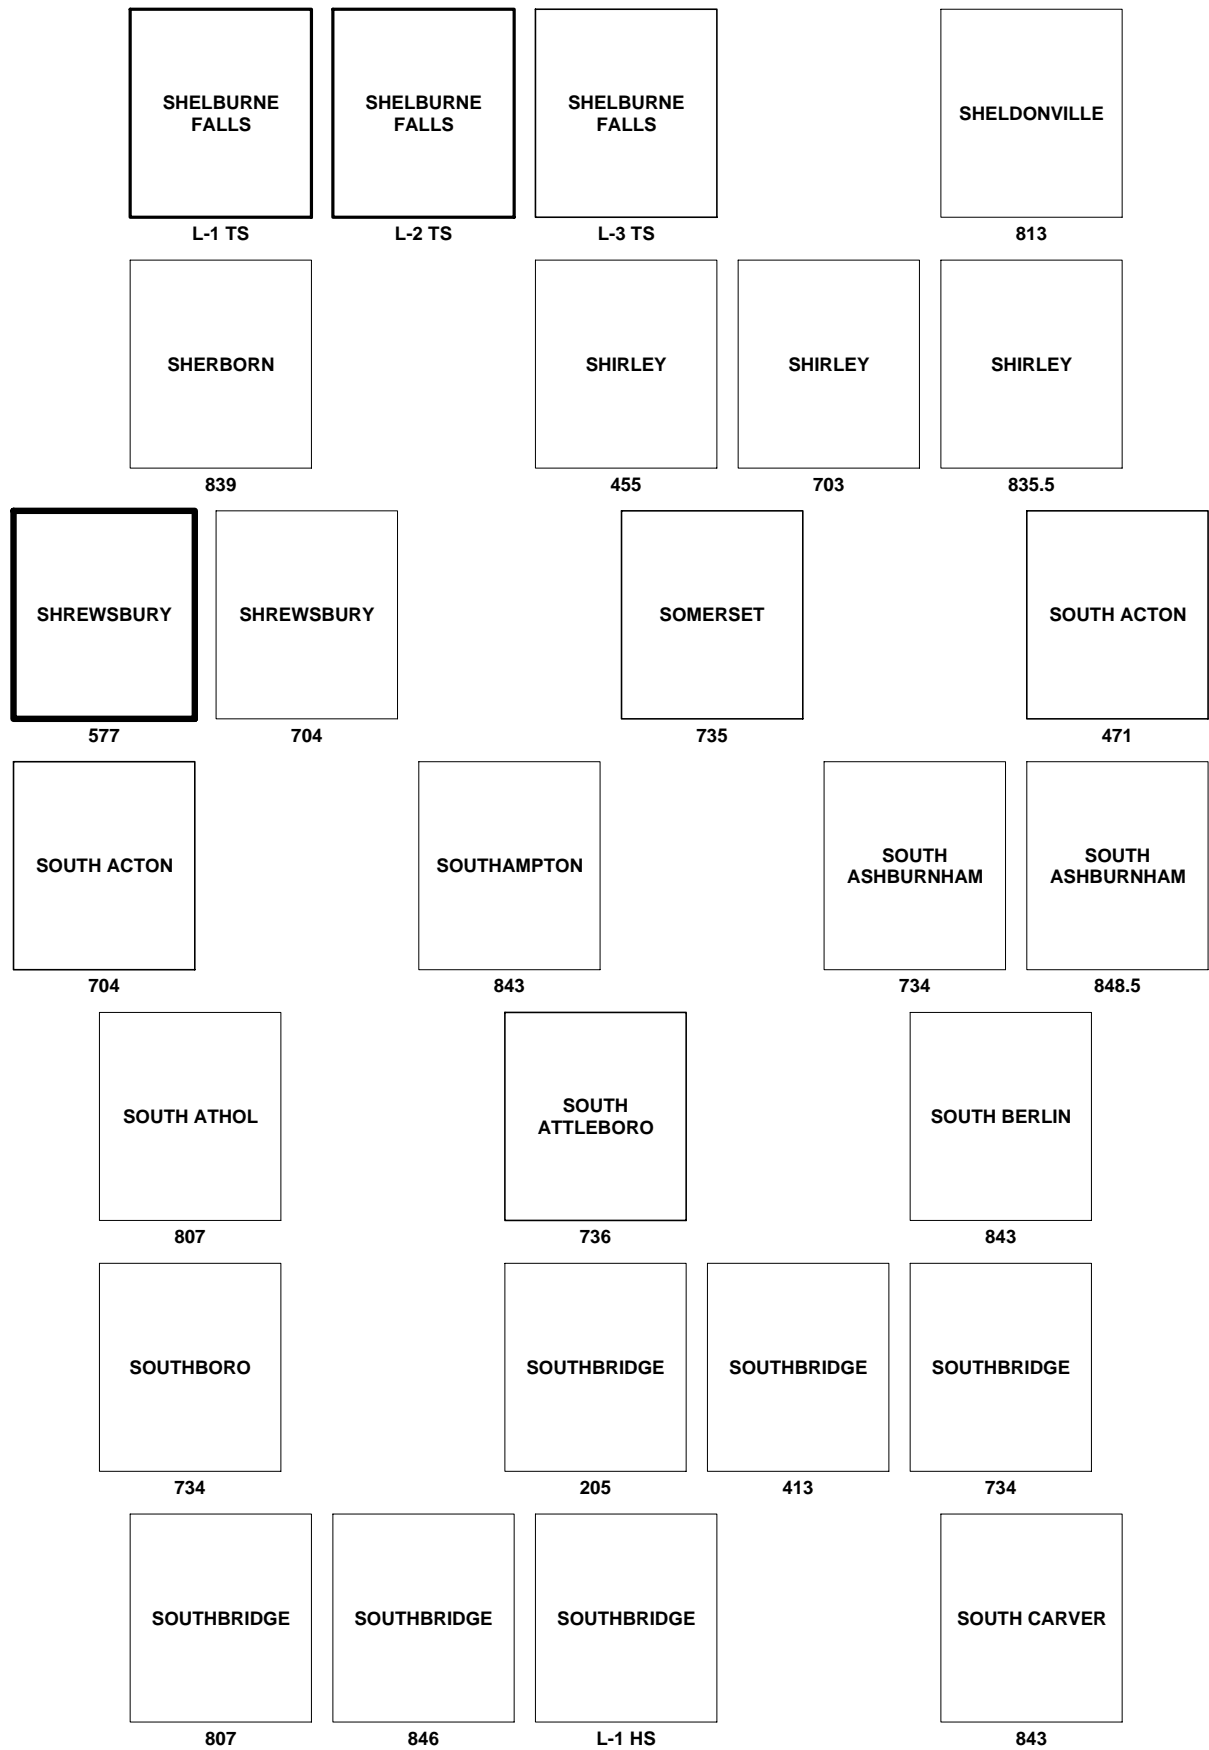 SHELBURNE
FALLS
L-1 TS
SHELBURNE
FALLS
L-2 TS
SHELBURNE
FALLS
L-3 TS
SHELDONVILLE
813
SHERBORN
839
SHIRLEY
455
SHIRLEY
703
SHIRLEY
835.5
SHREWSBURY
577
SHREWSBURY
704
SOMERSET
735
SOUTH ACTON
471
SOUTH ACTON
704
SOUTHAMPTON
843
SOUTH
ASHBURNHAM
734
SOUTH
ASHBURNHAM
848.5
SOUTH ATHOL
807
SOUTH
ATTLEBORO
736
SOUTH BERLIN
843
SOUTHBORO
734
SOUTHBRIDGE
205
SOUTHBRIDGE
413
SOUTHBRIDGE
734
SOUTHBRIDGE
807
SOUTHBRIDGE
846
SOUTHBRIDGE
L-1 HS
SOUTH CARVER
843